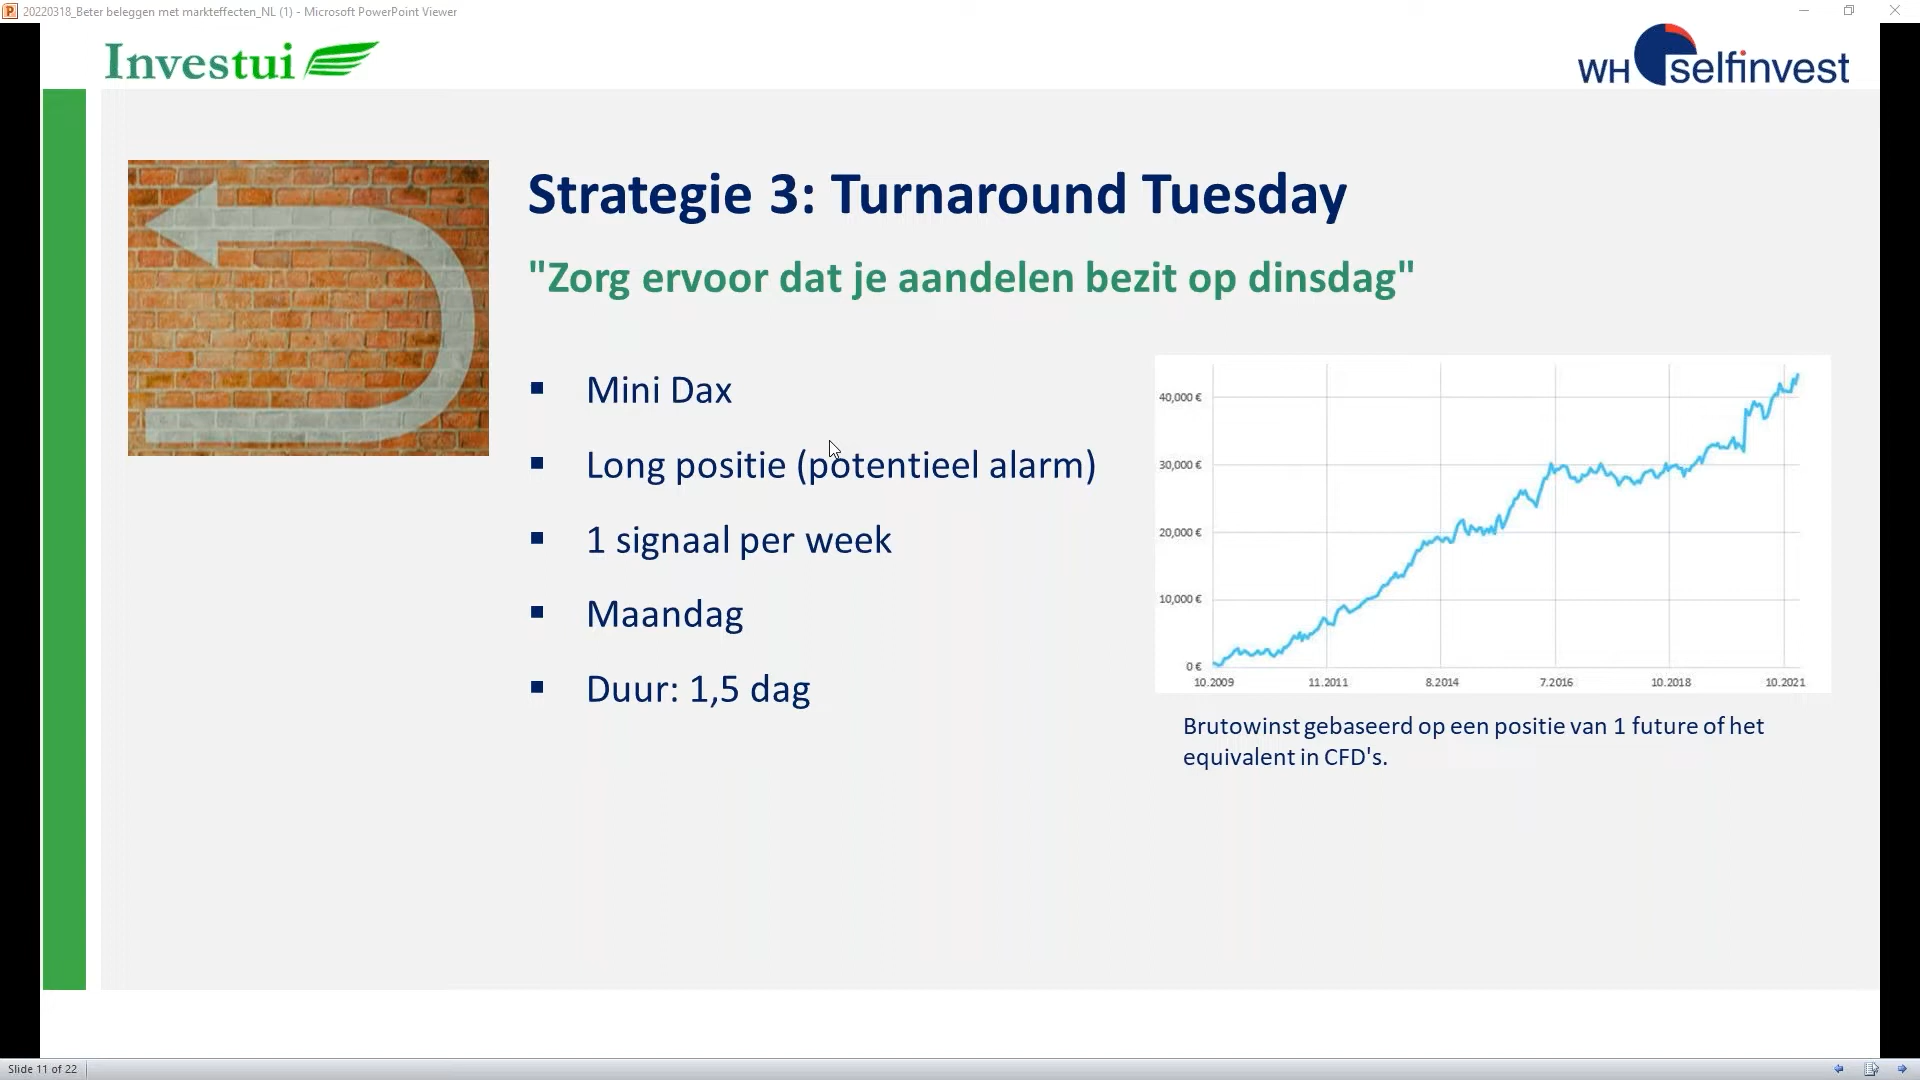 20220318_Beter beleggen met markteffecten_NL (1) - Microsoft PowerPoint Viewer
Investui
WH selfinvest
Strategie 3: Turnaround Tuesday
"Zorg ervoor dat je aandelen bezit op dinsdag"
Mini Dax
Long positie (potentieel alarm)
1 signaal per week
Maandag
Duur: 1,5 dag
40,000 €
30,000 €
20,000 €
10,000 €
0 €
10.2009 11.2011 8.2014 7.2016 10.2018 10.2021
Brutowinst gebaseerd op een positie van 1 future of het
equivalent in CFD's.
Slide 11 of 22